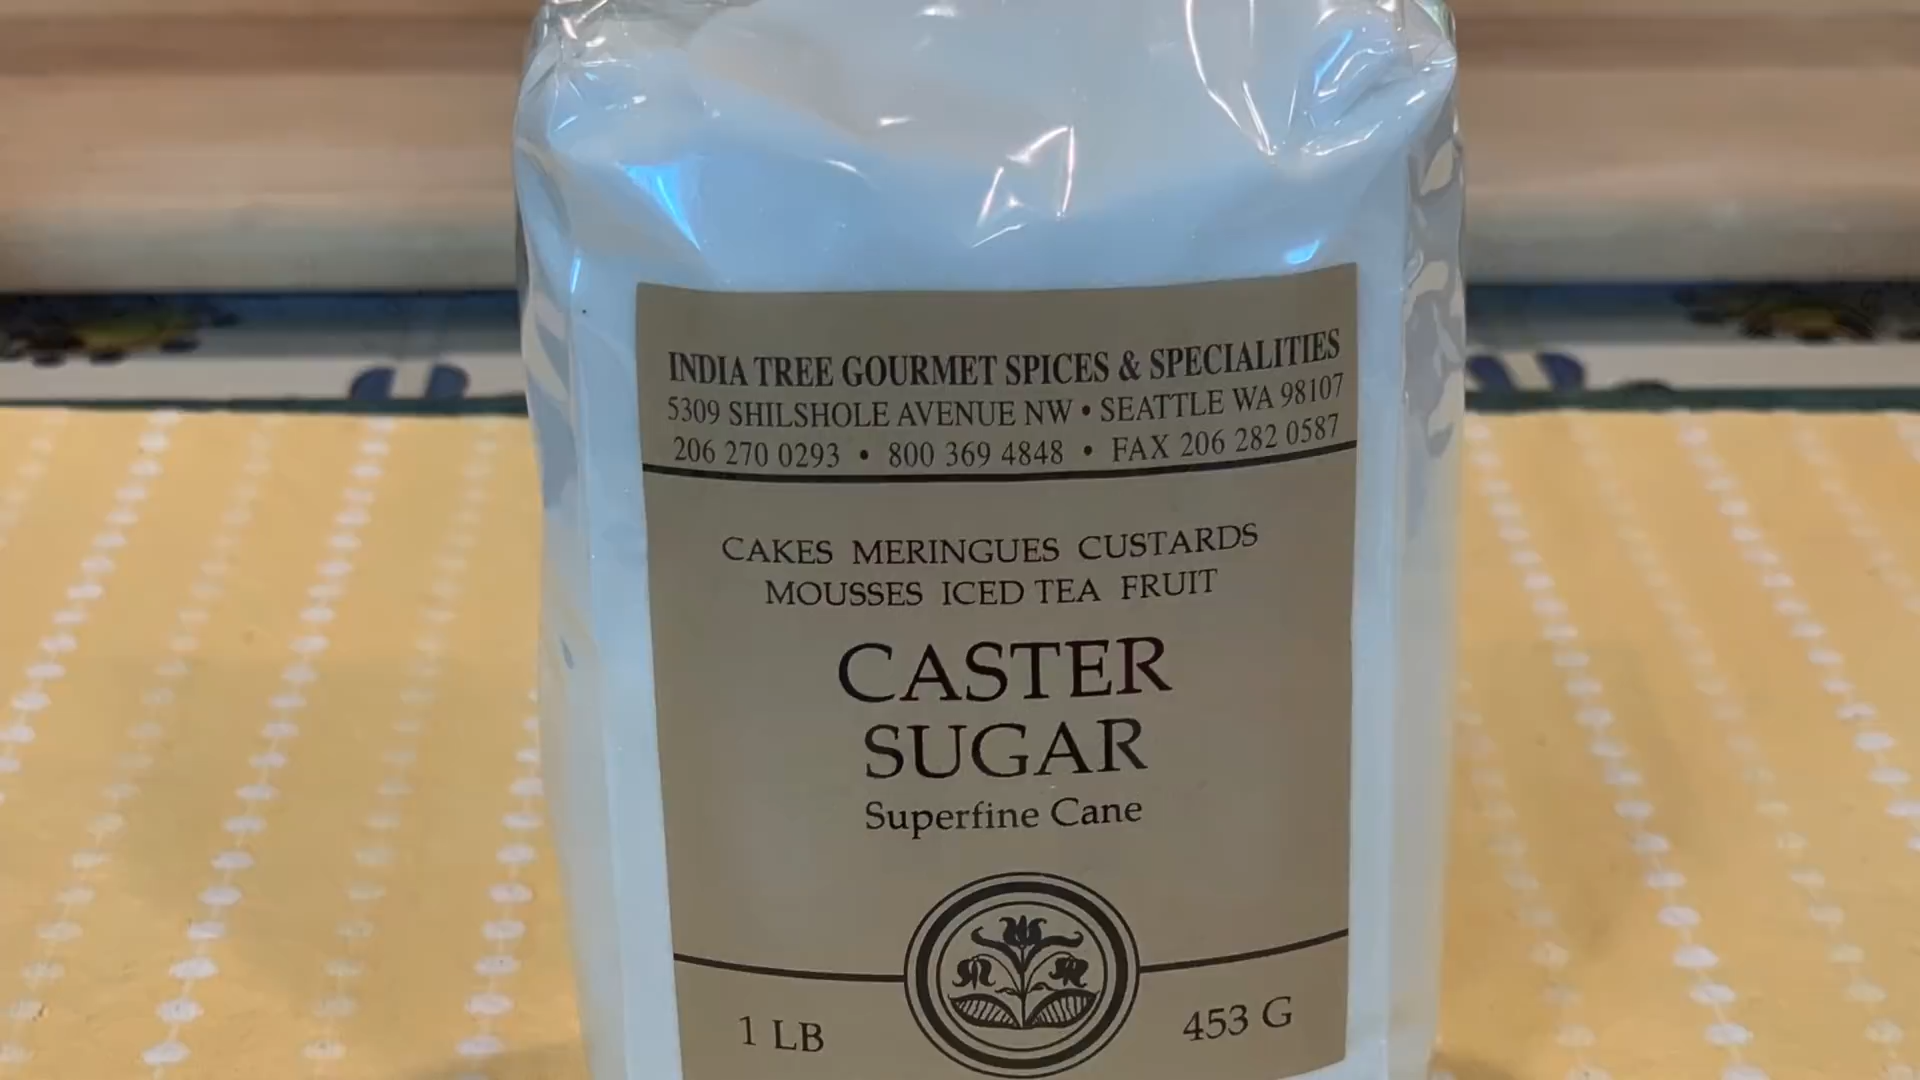 INDIA TREE GOURMET SPICES & SPECIALITIES
5309 SHILSHOLE AVENUE NW • SEATTLE WA 98107
206 270 0293 • 800 369 4848 • FAX 206 282 0587
CAKES MERINGUES CUSTARDS
MOUSSES ICED TEA FRUIT
CASTER
SUGAR
Superfine Cane
1 LB 453 G